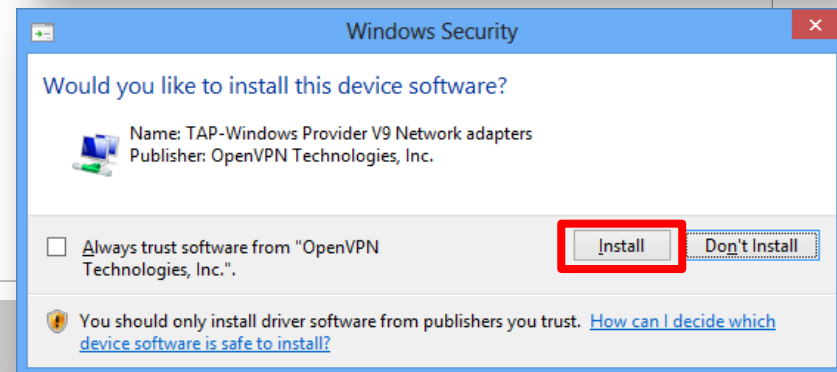 Windows Security
Would you like to install this device software?
Name: TAP-Windows Provider V9 Network adapters
Publisher: OpenVPN Technologies, Inc.
Always trust software from "OpenVPN
Technologies, Inc.".
Install
Don't Install
You should only install driver software from publishers you trust. How can I decide which
device software is safe to install?